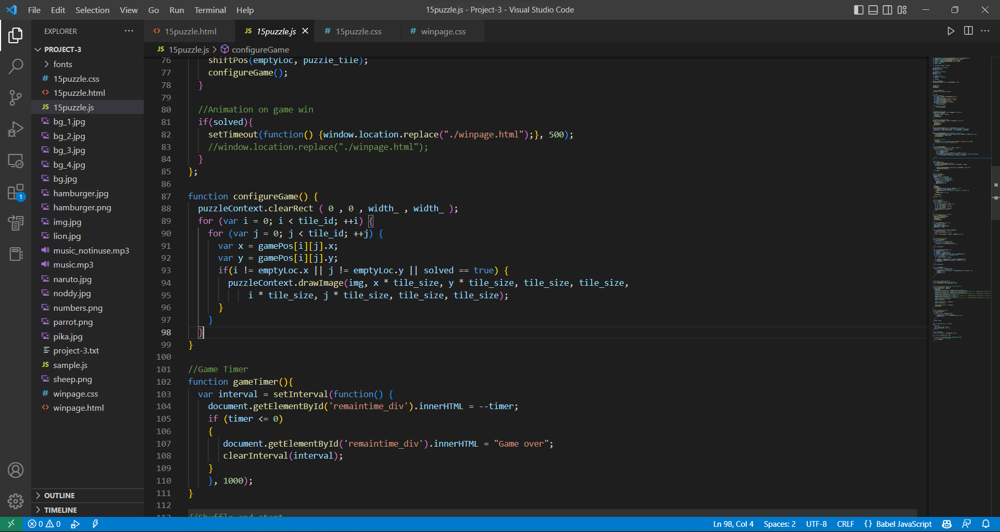 File Edit Selection View Go Run Terminal Help
15puzzle.js - Project-3 - Visual Studio Code
EXPLORER
PROJECT-3
fonts
# 15puzzle.css
<> 15puzzle.html
JS 15puzzle.js
bg_1.jpg
bg_2.jpg
bg_3.jpg
bg_4.jpg
bg.jpg
hamburger.jpg
hamburger.png
img.jpg
lion.jpg
music_notinuse.mp3
music.mp3
naruto.jpg
noddy.jpg
numbers.png
parrot.png
pika.jpg
project-3.txt
JS sample.js
sheep.png
# winpage.css
<> winpage.html
OUTLINE
TIMELINE
1
<> 15puzzle.html JS 15puzzle.js # 15puzzle.css # winpage.css
JS 15puzzle.js > configureGame
76 shiftPos(emptyLoc, puzzle_tile);
77 configureGame();
78 }
79
80 //Animation on game win
81 if(solved){
82 setTimeout(function() {window.location.replace("./winpage.html");}, 500);
83 //window.location.replace("./winpage.html");
84 }
85 };
86
87 function configureGame() {
88 puzzleContext.clearRect ( 0 , 0 , width_ , width_ );
89 for (var i = 0; i < tile_id; ++i) {
90 for (var j = 0; j < tile_id; ++j) {
91 var x = gamePos[i][j].x;
92 var y = gamePos[i][j].y;
93 if(i != emptyLoc.x || j != emptyLoc.y || solved == true) {
94 puzzleContext.drawImage(img, x * tile_size, y * tile_size, tile_size, tile_size,
95 i * tile_size, j * tile_size, tile_size, tile_size);
96 }
97 }
98 }
99 }
100
101 //Game Timer
102 function gameTimer(){
103 var interval = setInterval(function() {
104 document.getElementById('remaintime_div').innerHTML = --timer;
105 if (timer <= 0)
106 {
107 document.getElementById('remaintime_div').innerHTML = "Game over";
108 clearInterval(interval);
109 }
110 }, 1000);
111 }
112
113 //Shuffle and start
0 0
Ln 98, Col 4 Spaces: 2 UTF-8 CRLF {} Babel JavaScript